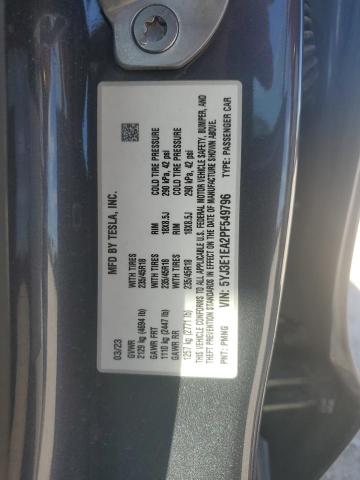 MFD BY TESLA, INC.
03/23
GVWR
2129 kg (4694 lb)
GAWR FRT WITH TIRES RIM COLD TIRE PRESSURE
1110 kg (2447 lb) 235/45R18 18X8.5J 290 kPa, 42 psi
GAWR RR WITH TIRES RIM COLD TIRE PRESSURE
1257 kg (2771 lb) 235/45R18 18X8.5J 290 kPa, 42 psi
THIS VEHICLE CONFORMS TO ALL APPLICABLE U.S. FEDERAL MOTOR VEHICLE SAFETY, BUMPER, AND
THEFT PREVENTION STANDARDS IN EFFECT ON THE DATE OF MANUFACTURE SHOWN ABOVE.
VIN: 5YJ3E1EA2PF549796 TYPE: PASSENGER CAR
PNT: PMNG